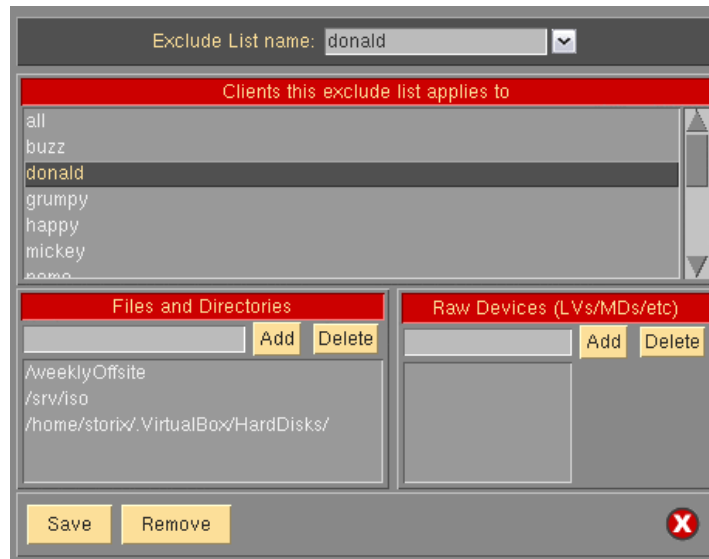 Exclude List name: donald
Clients this exclude list applies to
all
buzz
donald
grumpy
happy
mickey
nemo
Files and Directories
Add Delete
/weeklyOffsite
/srv/iso
/home/storix/.VirtualBox/HardDisks/
Raw Devices (LVs/MDs/etc)
Add Delete
Save Remove